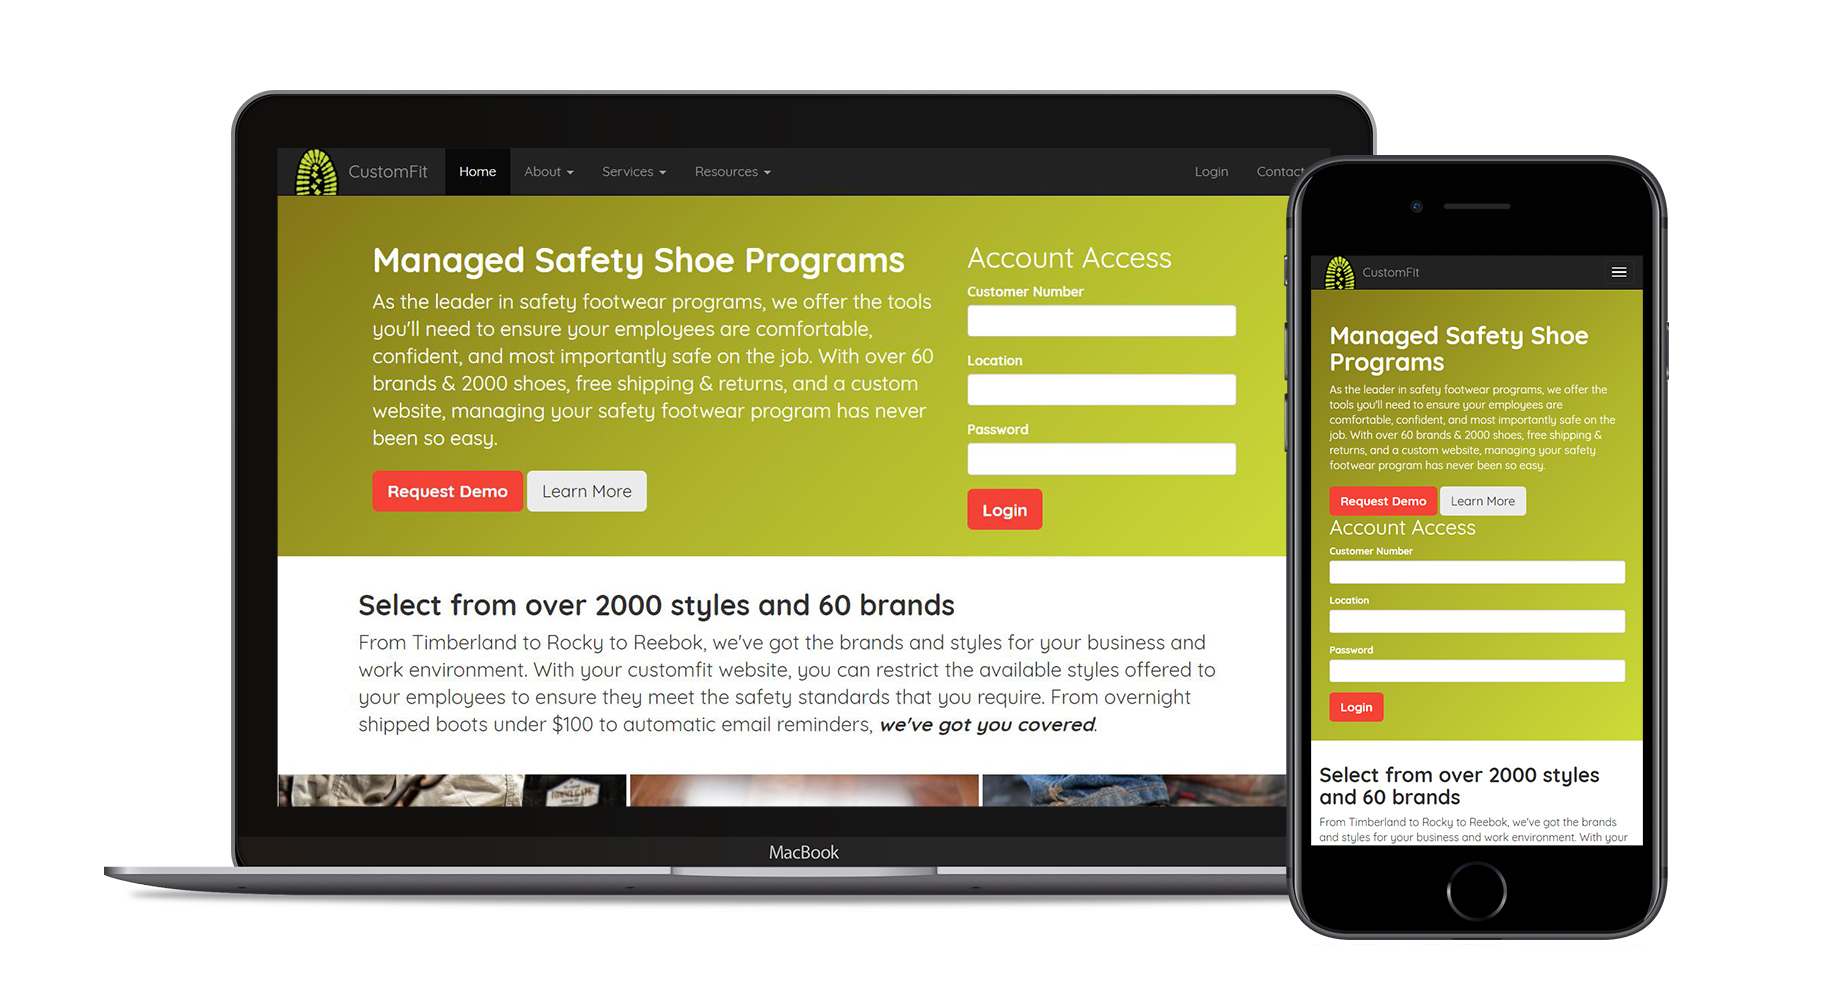 CustomFit
Home
About
Services
Resources
Login
Contact
Managed Safety Shoe Programs
As the leader in safety footwear programs, we offer the tools
you'll need to ensure your employees are comfortable,
confident, and most importantly safe on the job. With over 60
brands & 2000 shoes, free shipping & returns, and a custom
website, managing your safety footwear program has never
been so easy.
Request Demo
Learn More
Account Access
Customer Number
Location
Password
Login
Select from over 2000 styles and 60 brands
From Timberland to Rocky to Reebok, we've got the brands and styles for your business and
work environment. With your customfit website, you can restrict the available styles offered to
your employees to ensure they meet the safety standards that you require. From overnight
shipped boots under $100 to automatic email reminders, we've got you covered.
MacBook
CustomFit
Managed Safety Shoe
Programs
As the leader in safety footwear programs, we offer the
tools you'll need to ensure your employees are
comfortable, confident, and most importantly safe on the
job. With over 60 brands & 2000 shoes, free shipping &
returns, and a custom website, managing your safety
footwear program has never been so easy.
Request Demo
Learn More
Account Access
Customer Number
Location
Password
Login
Select from over 2000 styles
and 60 brands
From Timberland to Rocky to Reebok, we've got the brands
and styles for your business and work environment. With your